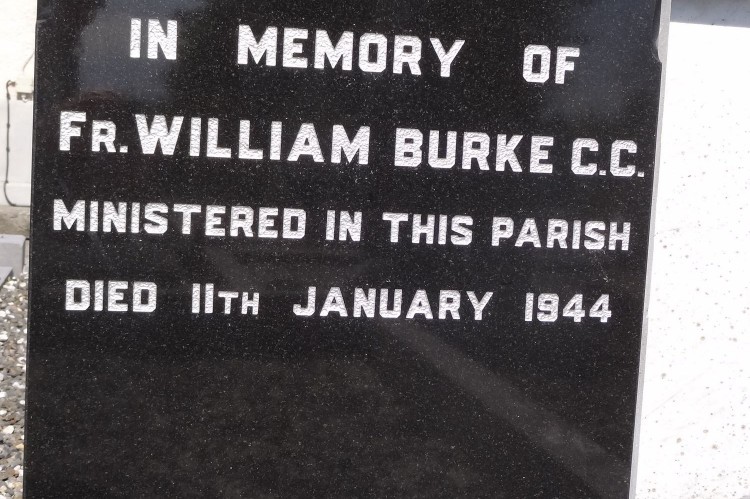 IN MEMORY OF
FR. WILLIAM BURKE C.C.
MINISTERED IN THIS PARISH
DIED 11TH JANUARY 1944